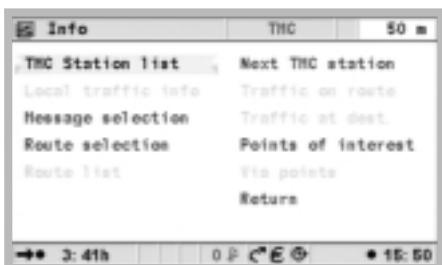 Info TMC 50 m
TMC Station list Next TMC station
Local traffic info Traffic on route
Message selection Traffic at dest.
Route selection Points of interest
Route list Via points
Return
3:41h 0 15:50